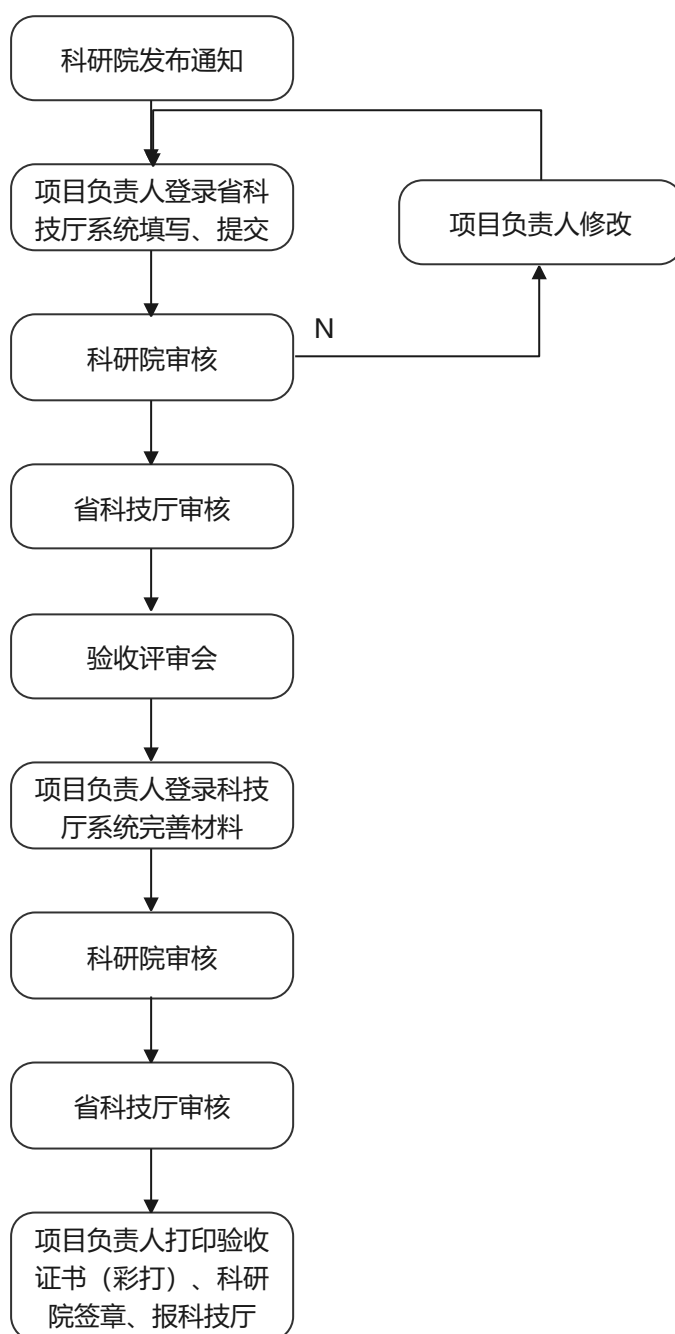 科研院发布通知
项目负责人登录省科
技厅系统填写、提交
项目负责人修改
N
科研院审核
省科技厅审核
验收评审会
项目负责人登录科技
厅系统完善材料
科研院审核
省科技厅审核
项目负责人打印验收
证书（彩打）、科研
院签章、报科技厅